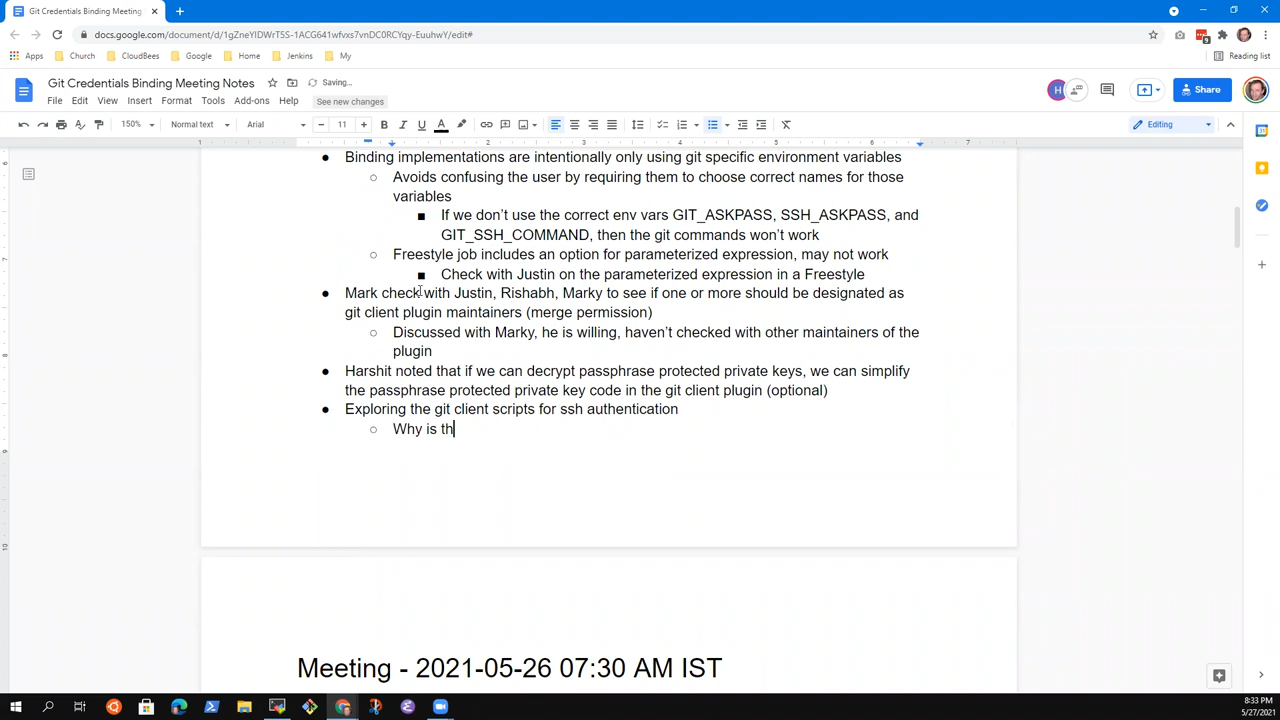 Git Credentials Binding Meeting
docs.google.com/document/d/1gZneYlDWrT5S-1ACG641wfvxs7vnDC0RCYqy-EuuhwY/edit#
Apps
Church
CloudBees
Google
Home
Jenkins
My
Reading list
Git Credentials Binding Meeting Notes
Saving...
File Edit View Insert Format Tools Add-ons Help
See new changes
H
Share
150%
Normal text
Arial
11
Editing
1 1 2 3 4 5 6 7
Binding implementations are intentionally only using git specific environment variables
Avoids confusing the user by requiring them to choose correct names for those
variables
If we don't use the correct env vars GIT_ASKPASS, SSH_ASKPASS, and
GIT_SSH_COMMAND, then the git commands won't work
Freestyle job includes an option for parameterized expression, may not work
Check with Justin on the parameterized expression in a Freestyle
Mark check with Justin, Rishabh, Marky to see if one or more should be designated as
git client plugin maintainers (merge permission)
Discussed with Marky, he is willing, haven't checked with other maintainers of the
plugin
Harshit noted that if we can decrypt passphrase protected private keys, we can simplify
the passphrase protected private key code in the git client plugin (optional)
Exploring the git client scripts for ssh authentication
Why is th
Meeting - 2021-05-26 07:30 AM IST
8:33 PM
5/27/2021